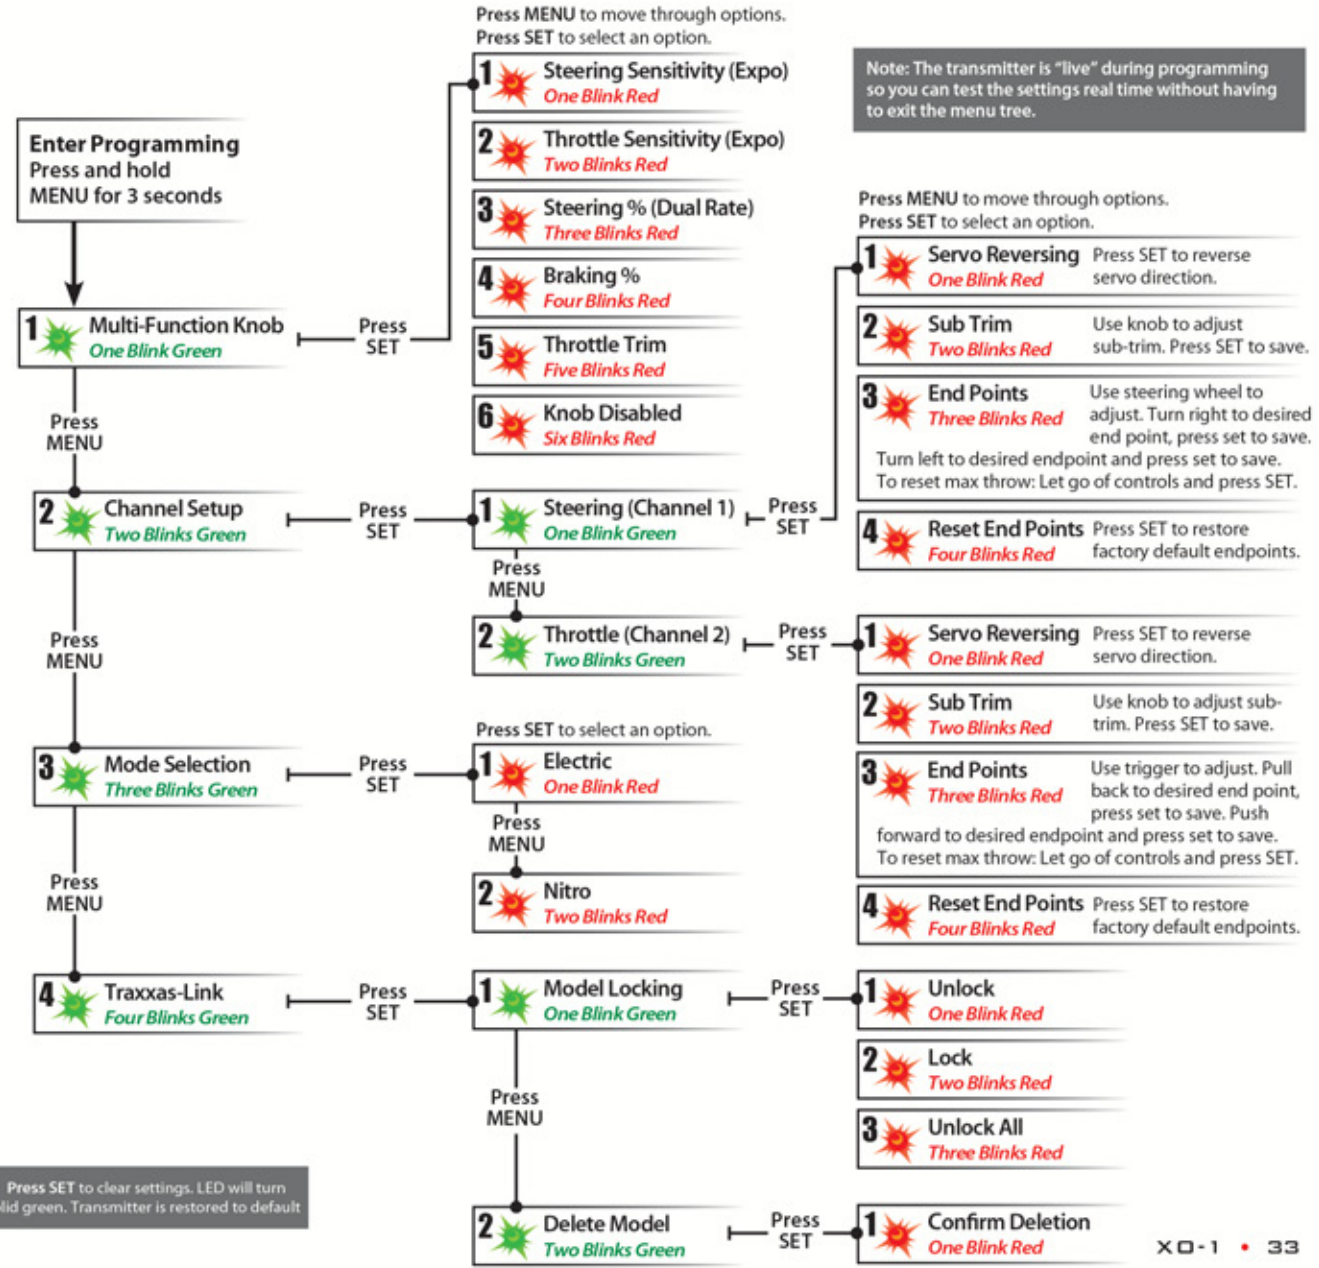 Press MENU to move through options.
Press SET to select an option.
Note: The transmitter is "live" during programming
so you can test the settings real time without having
to exit the menu tree.
Enter Programming
Press and hold
MENU for 3 seconds
1
Multi-Function Knob
One Blink Green
Press
SET
1
Steering Sensitivity (Expo)
One Blink Red
2
Throttle Sensitivity (Expo)
Two Blinks Red
3
Steering % (Dual Rate)
Three Blinks Red
4
Braking %
Four Blinks Red
5
Throttle Trim
Five Blinks Red
6
Knob Disabled
Six Blinks Red
Press
MENU
2
Channel Setup
Two Blinks Green
Press
SET
1
Steering (Channel 1)
One Blink Green
Press
SET
Press MENU to move through options.
Press SET to select an option.
1
Servo Reversing
One Blink Red
Press SET to reverse
servo direction.
2
Sub Trim
Two Blinks Red
Use knob to adjust
sub-trim. Press SET to save.
3
End Points
Three Blinks Red
Use steering wheel to
adjust. Turn right to desired
end point, press set to save.
Turn left to desired endpoint and press set to save.
To reset max throw: Let go of controls and press SET.
4
Reset End Points
Four Blinks Red
Press SET to restore
factory default endpoints.
Press
MENU
2
Throttle (Channel 2)
Two Blinks Green
Press
SET
1
Servo Reversing
One Blink Red
Press SET to reverse
servo direction.
2
Sub Trim
Two Blinks Red
Use knob to adjust sub-
trim. Press SET to save.
3
End Points
Three Blinks Red
Use trigger to adjust. Pull
back to desired end point,
press set to save. Push
forward to desired endpoint and press set to save.
To reset max throw: Let go of controls and press SET.
4
Reset End Points
Four Blinks Red
Press SET to restore
factory default endpoints.
Press
MENU
3
Mode Selection
Three Blinks Green
Press
SET
Press SET to select an option.
1
Electric
One Blink Red
Press
MENU
2
Nitro
Two Blinks Red
Press
MENU
4
Traxxas-Link
Four Blinks Green
Press
SET
1
Model Locking
One Blink Green
Press
SET
1
Unlock
One Blink Red
2
Lock
Two Blinks Red
3
Unlock All
Three Blinks Red
Press
MENU
2
Delete Model
Two Blinks Green
Press
SET
1
Confirm Deletion
One Blink Red
Press SET to clear settings. LED will turn
lid green. Transmitter is restored to default
XO-1 • 33